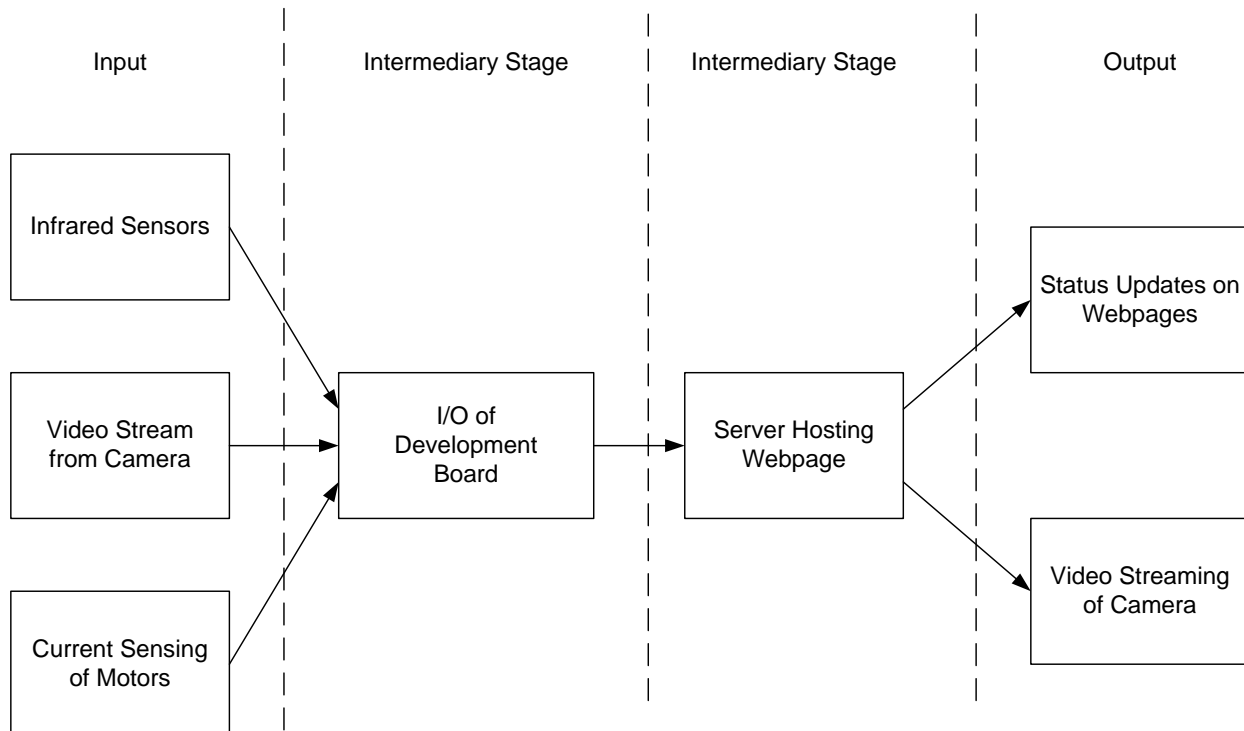 Input
Intermediary Stage
Intermediary Stage
Output
Infrared Sensors
Video Stream
from Camera
Current Sensing
of Motors
I/O of
Development
Board
Server Hosting
Webpage
Status Updates on
Webpages
Video Streaming
of Camera